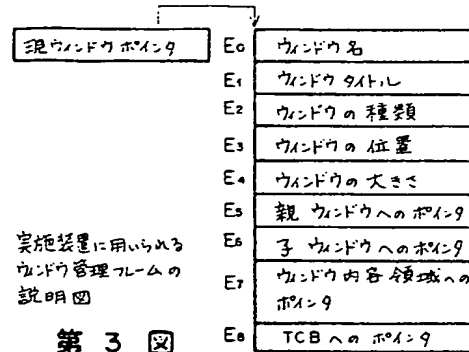 現ウィンドウポインタ
E0 ウィンドウ名
E1 ウィンドウ タイトル
E2 ウィンドウの種類
E3 ウィンドウの位置
E4 ウィンドウの大きさ
E5 親ウィンドウへのポインタ
E6 子ウィンドウへのポインタ
E7 ウィンドウ内各領域への
ポインタ
E8 TCBへのポインタ
実施装置に用いられる
ウィンドウ管理フレームの
説明図
第3図